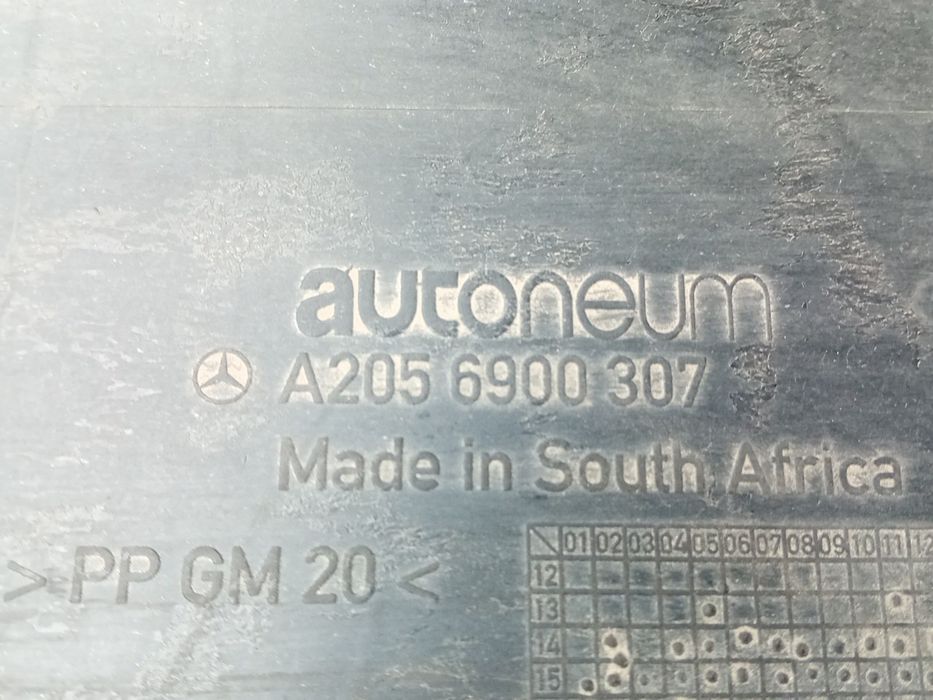 autoneum
A205 6900 307
Made in South Africa
> PP GM 20 <
01 02 03 04 05 06 07 08 09 10 11 12
12
13
14
15